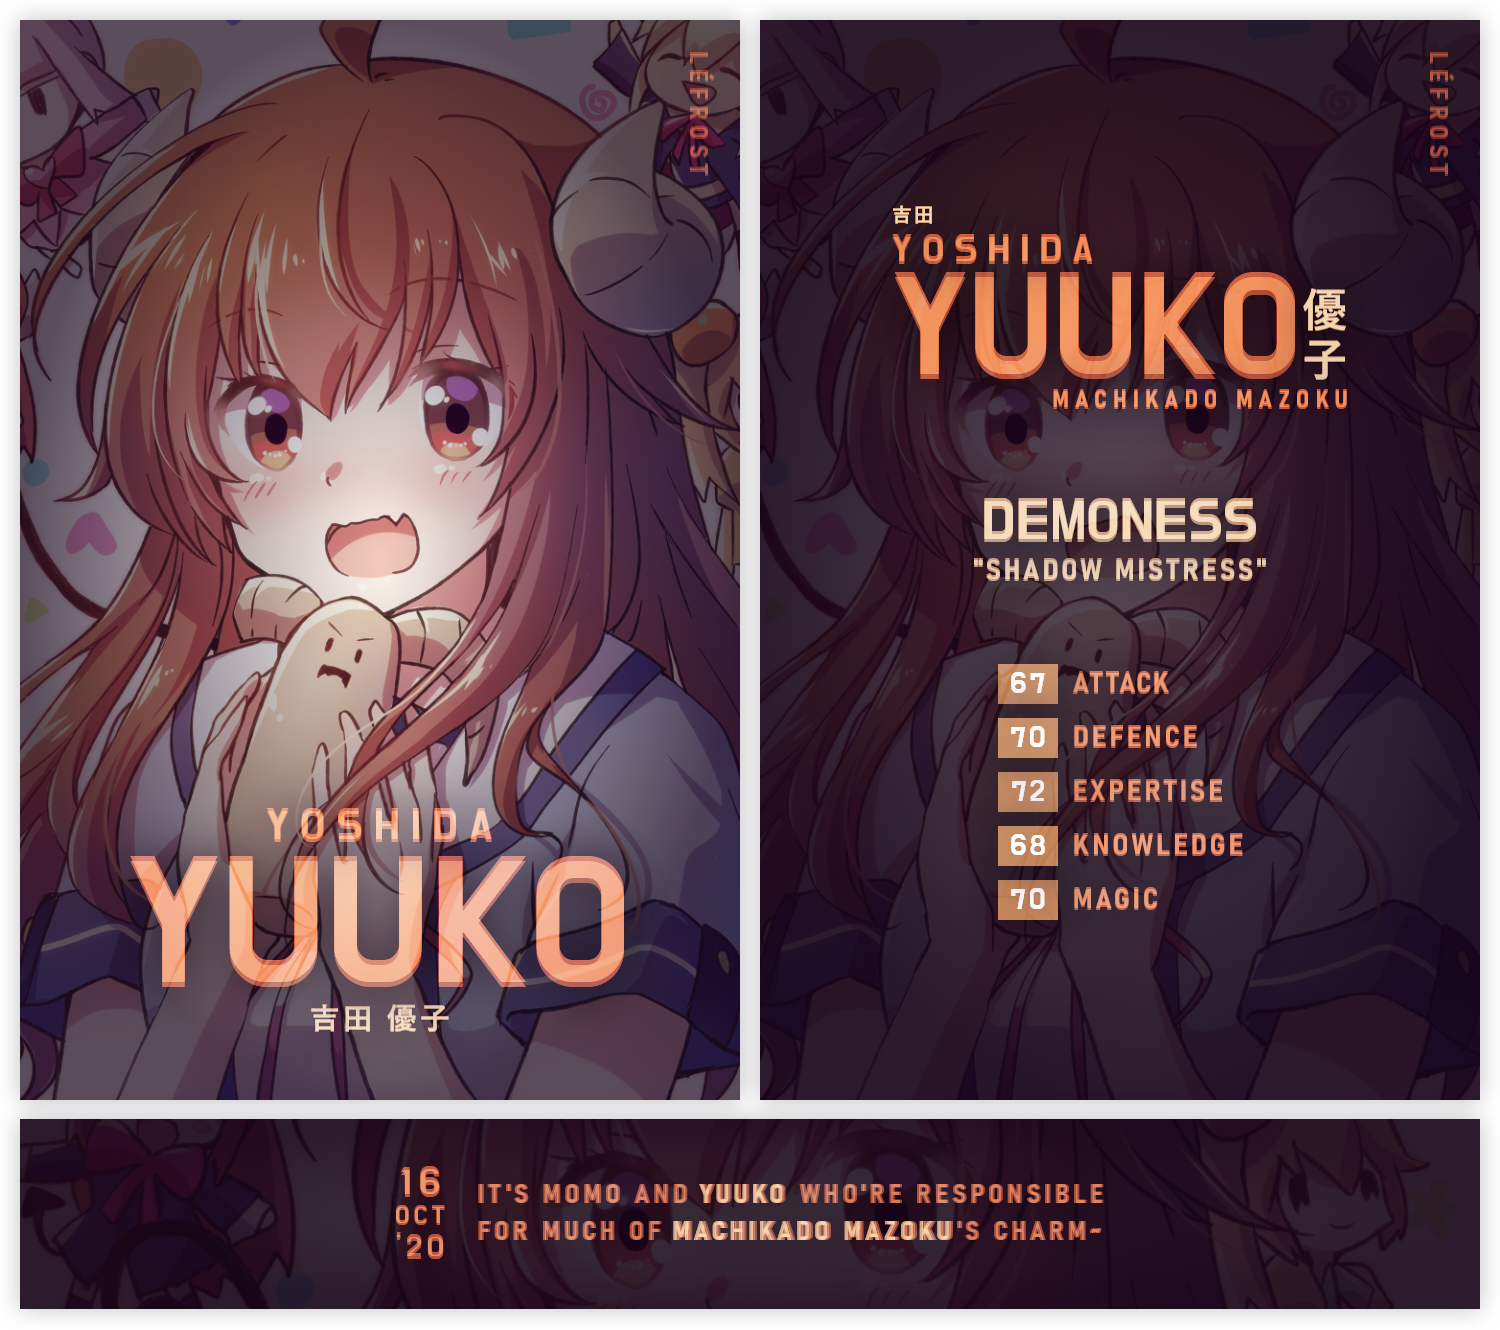 LÉFROST
YOSHIDA
YUUKO
吉田 優子
LÉFROST
吉田
YOSHIDA
YUUKO
優子
MACHIKADO MAZOKU
DEMONESS
"SHADOW MISTRESS"
67 ATTACK
70 DEFENCE
72 EXPERTISE
68 KNOWLEDGE
70 MAGIC
16
OCT
'20
IT'S MOMO AND YUUKO WHO'RE RESPONSIBLE
FOR MUCH OF MACHIKADO MAZOKU'S CHARM~